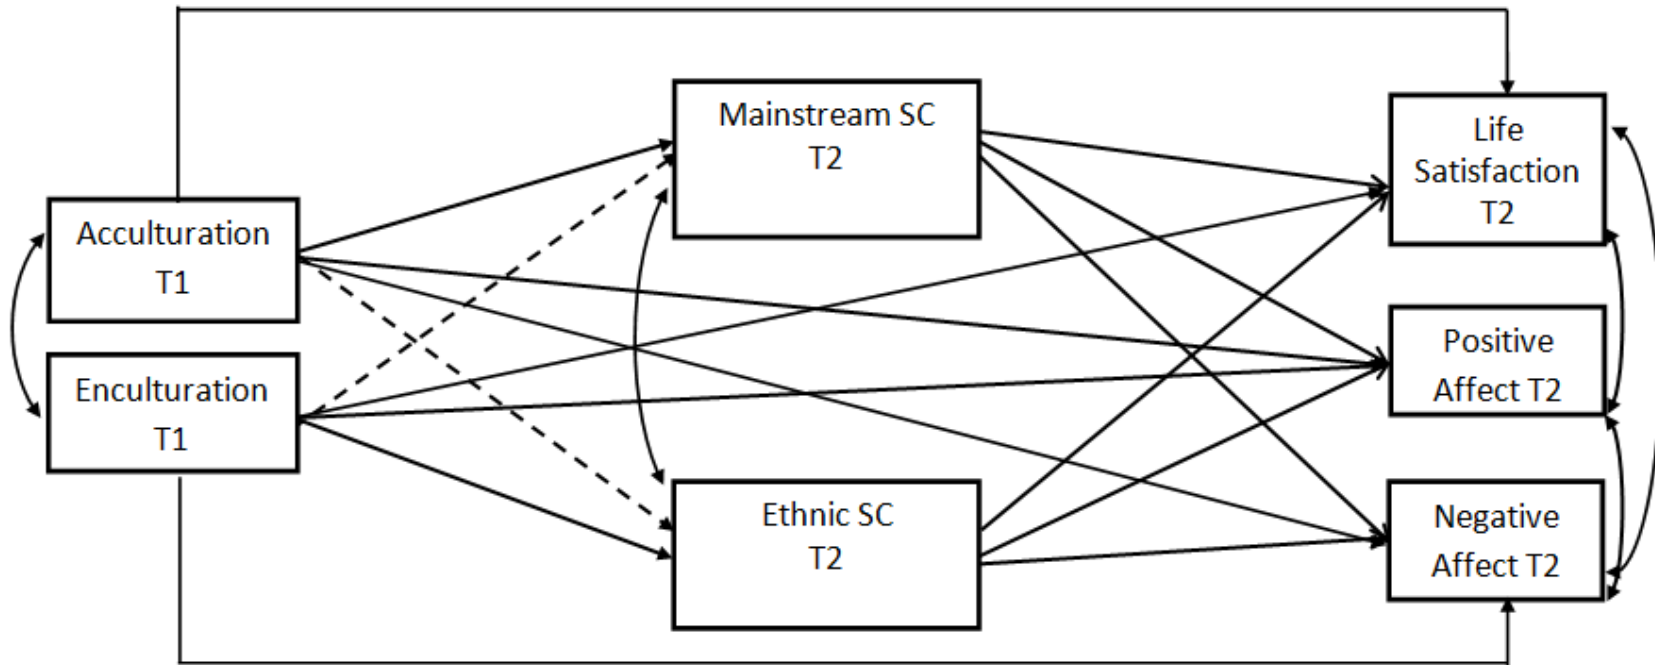 Acculturation
T1
Enculturation
T1
Mainstream SC
T2
Ethnic SC
T2
Life
Satisfaction
T2
Positive
Affect T2
Negative
Affect T2